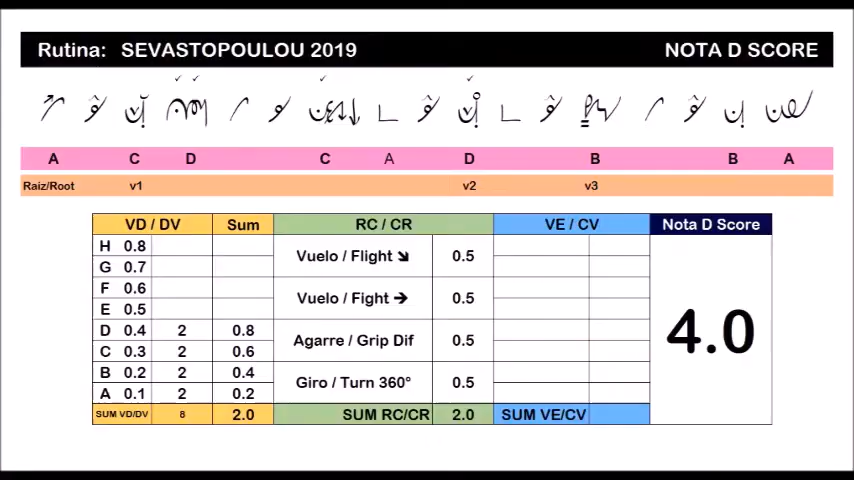 Rutina: SEVASTOPOULOU 2019 NOTA D SCORE
A C D C A D B B A
Raiz/Root v1 v2 v3
VD / DV Sum RC / CR VE / CV Nota D Score
H 0.8
G 0.7
F 0.6
E 0.5
D 0.4 2 0.8
C 0.3 2 0.6
B 0.2 2 0.4
A 0.1 2 0.2
SUM VD/DV 8 2.0
Vuelo / Flight ↘ 0.5
Vuelo / Fight → 0.5
Agarre / Grip Dif 0.5
Giro / Turn 360° 0.5
SUM RC/CR 2.0
SUM VE/CV
4.0